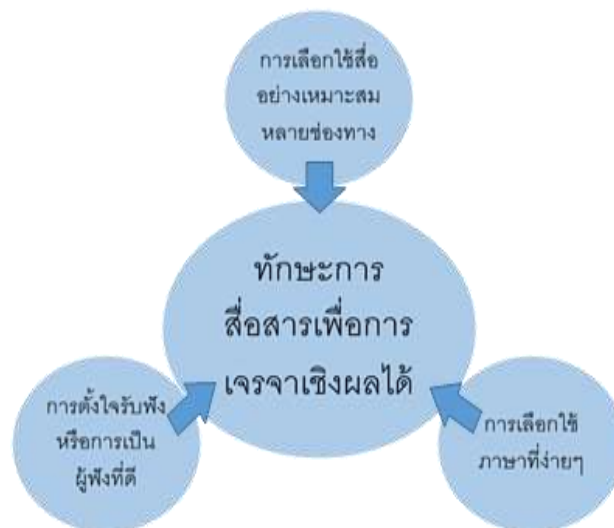 การเลือกใช้สื่อ
อย่างเหมาะสม
หลายช่องทาง
ทักษะการ
สื่อสารเพื่อการ
เจรจาเชิงผลได้
การตั้งใจรับฟัง
หรือการเป็น
ผู้ฟังที่ดี
การเลือกใช้
ภาษาที่ง่ายๆ